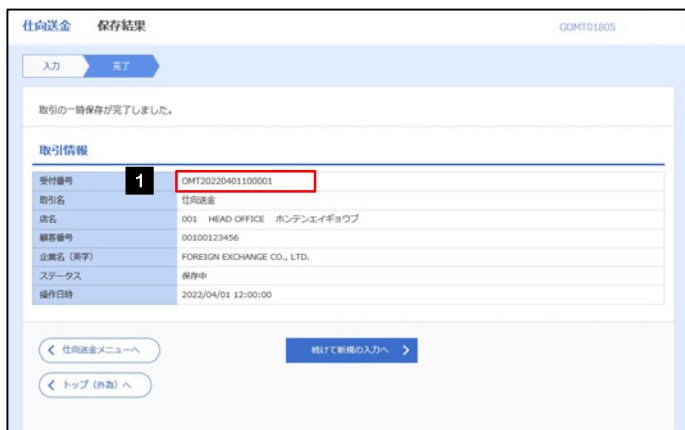 仕向送金 保存結果 GOMT01805
入力 完了
取引の一時保存が完了しました。
取引情報
受付番号 1 OMT20220401100001
取引名 仕向送金
店名 001 HEAD OFFICE ホンテンエイギョウブ
顧客番号 00100123456
企業名（英字） FOREIGN EXCHANGE CO., LTD.
ステータス 保存中
操作日時 2022/04/01 12:00:00
仕向送金メニューへ 続けて新規の入力へ
トップ（外為）へ